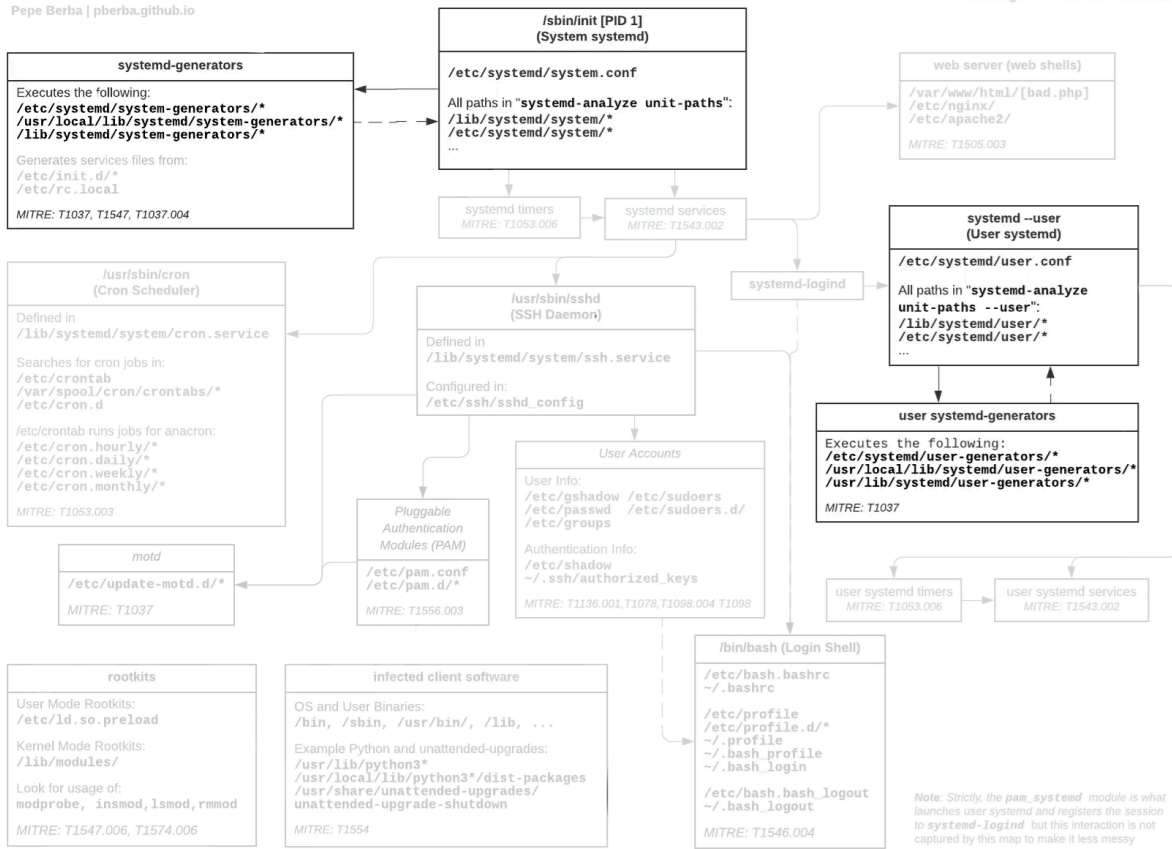 Pepe Berba | pberba.github.io
/sbin/init [PID 1]
(System systemd)
/etc/systemd/system.conf
All paths in "systemd-analyze unit-paths":
/lib/systemd/system/*
/etc/systemd/system/*
...
systemd-generators
Executes the following:
/etc/systemd/system-generators/*
/usr/local/lib/systemd/system-generators/*
/lib/systemd/system-generators/*
Generates services files from:
/etc/init.d/*
/etc/rc.local
MITRE: T1037, T1547, T1037.004
web server (web shells)
/var/www/html/[bad.php]
/etc/nginx/
/etc/apache2/
MITRE: T1505.003
systemd timers
MITRE: T1053.006
systemd services
MITRE: T1543.002
systemd-logind
systemd --user
(User systemd)
/etc/systemd/user.conf
All paths in "systemd-analyze
unit-paths --user":
/lib/systemd/user/*
/etc/systemd/user/*
...
/usr/sbin/cron
(Cron Scheduler)
Defined in
/lib/systemd/system/cron.service
Searches for cron jobs in:
/etc/crontab
/var/spool/cron/crontabs/*
/etc/cron.d
/etc/crontab runs jobs for anacron:
/etc/cron.hourly/*
/etc/cron.daily/*
/etc/cron.weekly/*
/etc/cron.monthly/*
MITRE: T1053.003
/usr/sbin/sshd
(SSH Daemon)
Defined in
/lib/systemd/system/ssh.service
Configured in:
/etc/ssh/sshd_config
user systemd-generators
Executes the following:
/etc/systemd/user-generators/*
/usr/local/lib/systemd/user-generators/*
/usr/lib/systemd/user-generators/*
MITRE: T1037
User Accounts
User Info:
/etc/gshadow /etc/sudoers
/etc/passwd /etc/sudoers.d/
/etc/groups
Authentication Info:
/etc/shadow
~/.ssh/authorized_keys
MITRE: T1136.001,T1078,T1098.004 T1098
Pluggable
Authentication
Modules (PAM)
/etc/pam.conf
/etc/pam.d/*
MITRE: T1556.003
motd
/etc/update-motd.d/*
MITRE: T1037
user systemd timers
MITRE: T1053.006
user systemd services
MITRE: T1543.002
rootkits
User Mode Rootkits:
/etc/ld.so.preload
Kernel Mode Rootkits:
/lib/modules/
Look for usage of:
modprobe, insmod,lsmod,rmmod
MITRE: T1547.006, T1574.006
infected client software
OS and User Binaries:
/bin, /sbin, /usr/bin/, /lib, ...
Example Python and unattended-upgrades:
/usr/lib/python3*
/usr/local/lib/python3*/dist-packages
/usr/share/unattended-upgrades/
unattended-upgrade-shutdown
MITRE: T1554
/bin/bash (Login Shell)
/etc/bash.bashrc
~/.bashrc
/etc/profile
/etc/profile.d/*
~/.profile
~/.bash_profile
~/.bash_login
/etc/bash.bash_logout
~/.bash_logout
MITRE: T1546.004
Note: Strictly, the pam_systemd module is what
launches user systemd and registers the session
to systemd-logind but this interaction is not
captured by this map to make it less messy